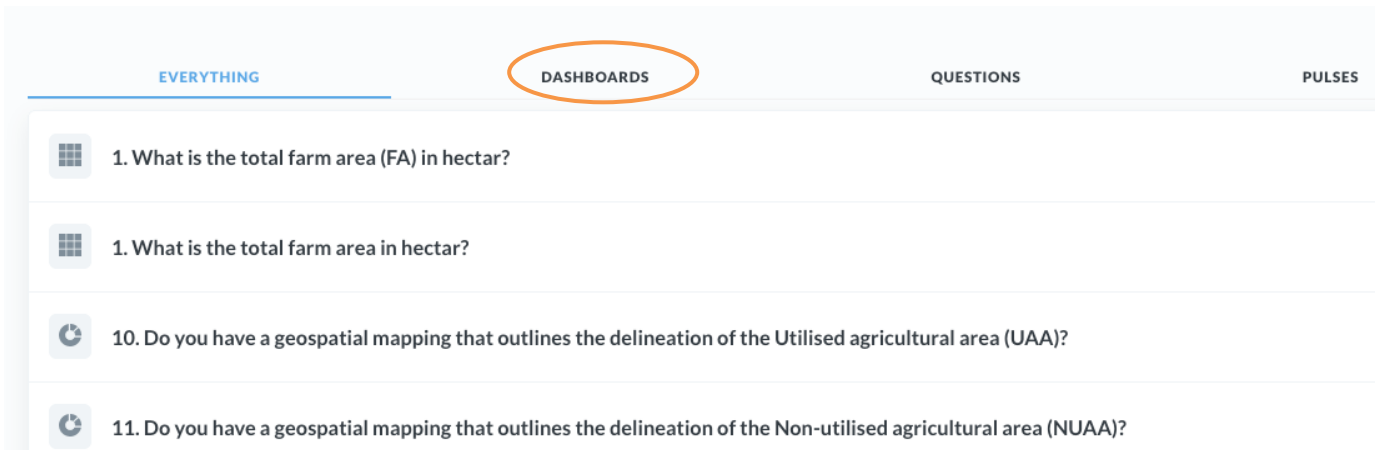 EVERYTHING DASHBOARDS QUESTIONS PULSES
1. What is the total farm area (FA) in hectar?
1. What is the total farm area in hectar?
10. Do you have a geospatial mapping that outlines the delineation of the Utilised agricultural area (UAA)?
11. Do you have a geospatial mapping that outlines the delineation of the Non-utilised agricultural area (NUAA)?